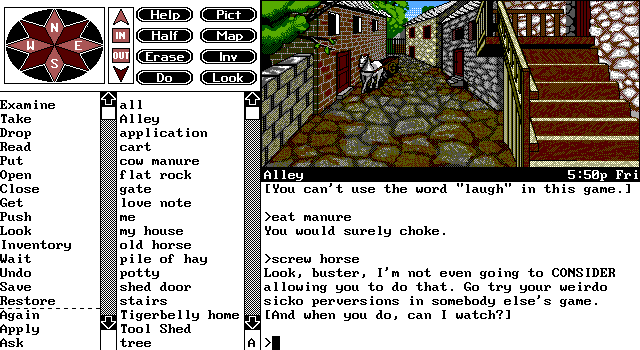 N
W E
S
IN
OUT
Help Pict
Half Map
Erase Inv
Do Look
Examine
Take
Drop
Read
Put
Open
Close
Get
Push
Look
Inventory
Wait
Undo
Save
Restore
Again
Apply
Ask
all
Alley
application
cart
cow manure
flat rock
gate
love note
me
my house
old horse
pile of hay
potty
shed door
stairs
Tigerbelly home
Tool Shed
tree
A
Alley 5:50p Fri
[You can't use the word "laugh" in this game.]
>eat manure
You would surely choke.
>screw horse
Look, buster, I'm not even going to CONSIDER
allowing you to do that. Go try your weirdo
sicko perversions in somebody else's game.
[And when you do, can I watch?]
>